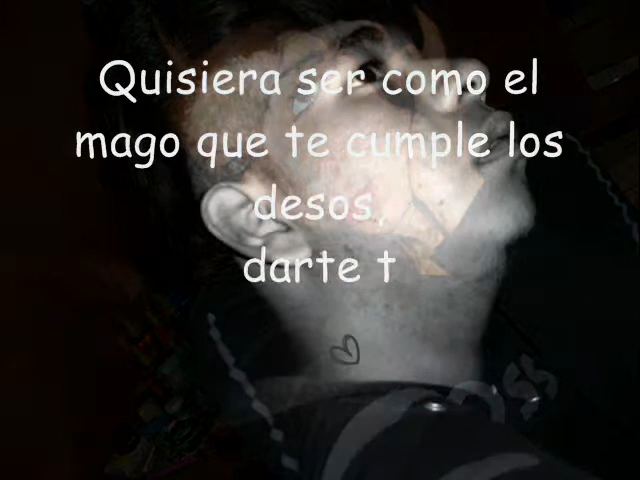 Quisiera ser como el
mago que te cumple los
desos,
darte t